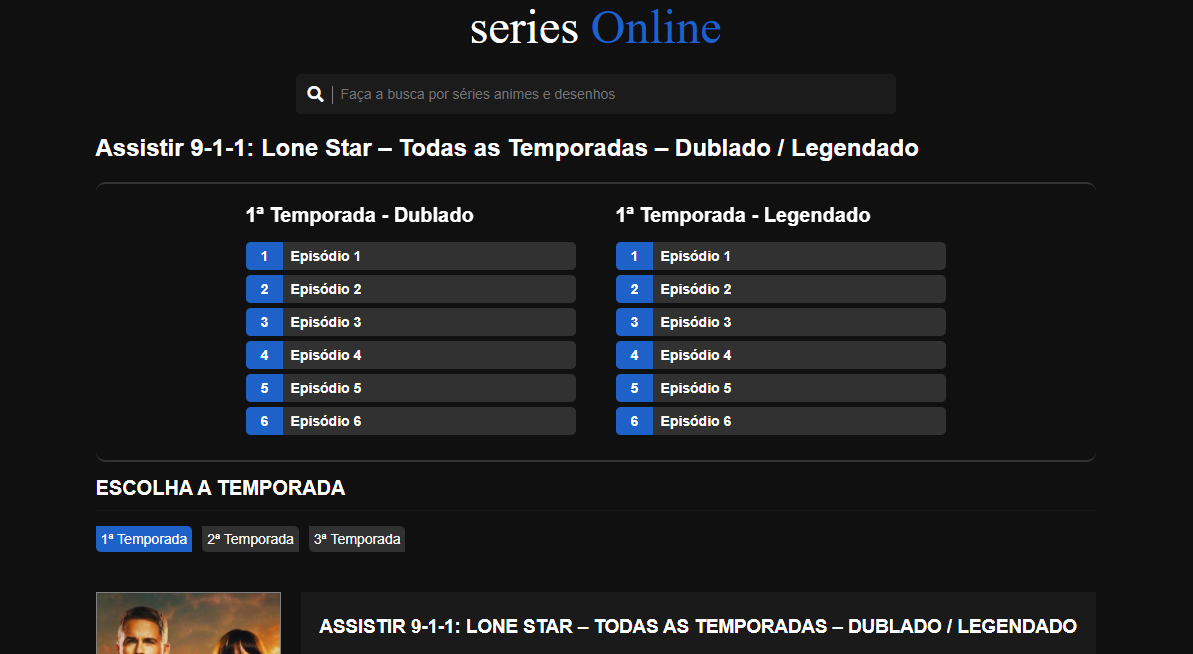 series Online
Faça a busca por séries animes e desenhos
Assistir 9-1-1: Lone Star – Todas as Temporadas – Dublado / Legendado
1ª Temporada - Dublado
1 Episódio 1
2 Episódio 2
3 Episódio 3
4 Episódio 4
5 Episódio 5
6 Episódio 6
1ª Temporada - Legendado
1 Episódio 1
2 Episódio 2
3 Episódio 3
4 Episódio 4
5 Episódio 5
6 Episódio 6
ESCOLHA A TEMPORADA
1ª Temporada 2ª Temporada 3ª Temporada
ASSISTIR 9-1-1: LONE STAR – TODAS AS TEMPORADAS – DUBLADO / LEGENDADO